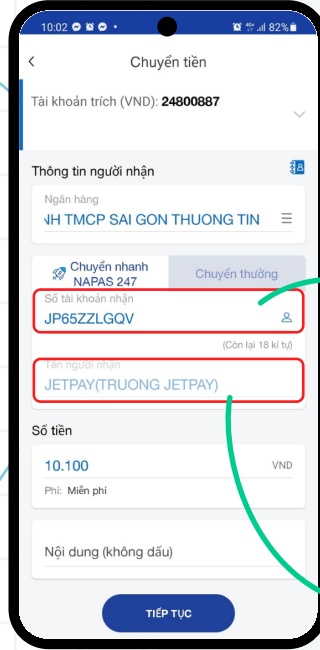 10:02
82%
Chuyển tiền
Tài khoản trích (VND): 24800887
Thông tin người nhận
Ngân hàng
NH TMCP SAI GON THUONG TIN
Chuyển nhanh
NAPAS 247
Chuyển thường
Số tài khoản nhận
JP65ZZLGQV
(Còn lại 18 kí tự)
Tên người nhận
JETPAY(TRUONG JETPAY)
Số tiền
10.100
VND
Phí: Miễn phí
Nội dung (không dấu)
TIẾP TỤC